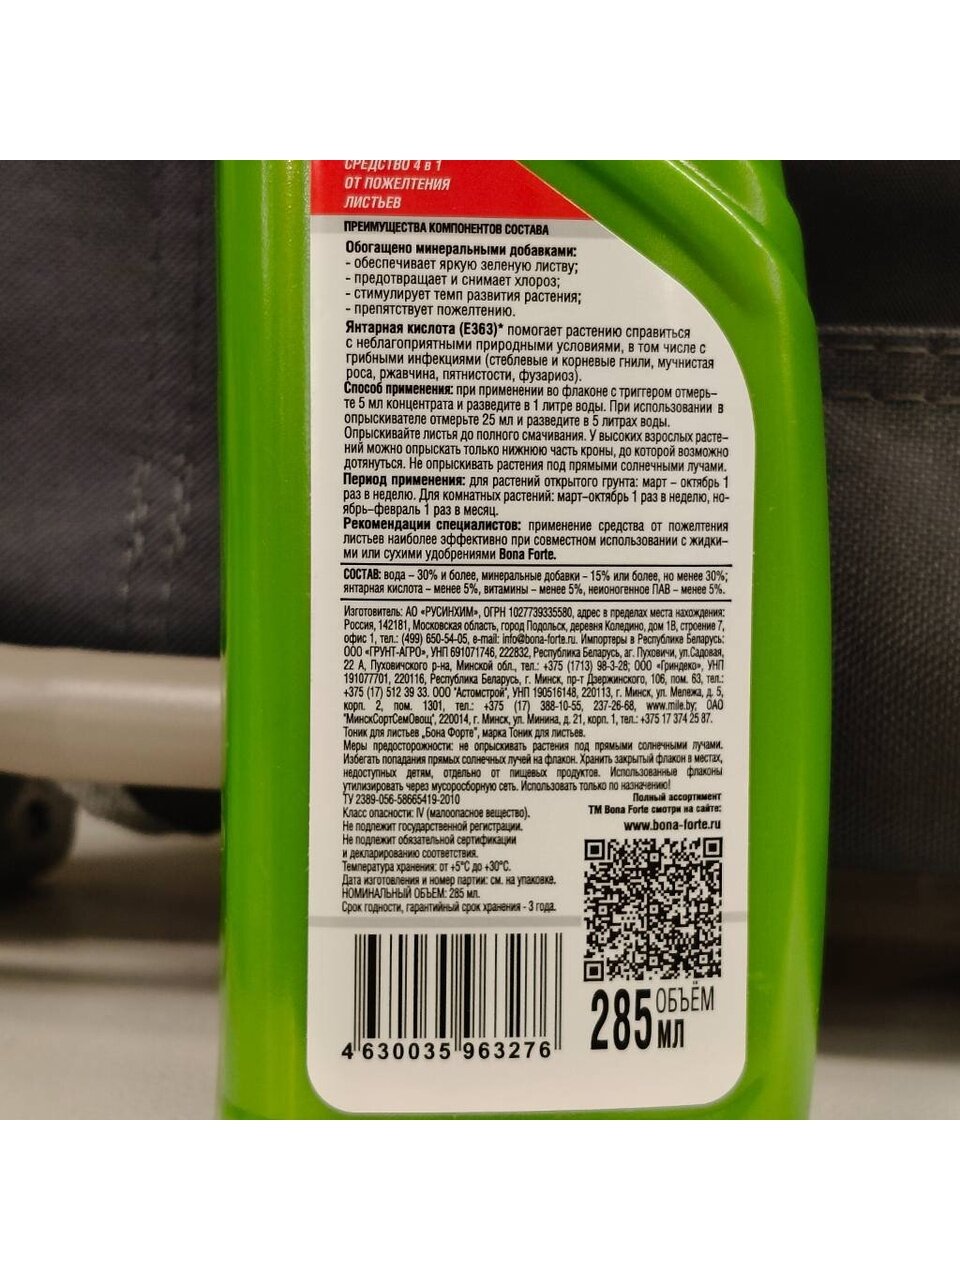 СРЕДСТВО 4 в 1
ОТ ПОЖЕЛТЕНИЯ
ЛИСТЬЕВ
ПРЕИМУЩЕСТВА КОМПОНЕНТОВ СОСТАВА
Обогащено минеральными добавками:
- обеспечивает яркую зеленую листву;
- предотвращает и снимает хлороз;
- стимулирует темп развития растения;
- препятствует пожелтению.
Янтарная кислота (Е363)* помогает растению справиться
с неблагоприятными природными условиями, в том числе с
грибными инфекциями (стеблевые и корневые гнили, мучнистая
роса, ржавчина, пятнистости, фузариоз).
Способ применения: при применении во флаконе с триггером отмерь-
те 5 мл концентрата и разведите в 1 литре воды. При использовании в
опрыскивателе отмерьте 25 мл и разведите в 5 литрах воды.
Опрыскивайте листья до полного смачивания. У высоких взрослых расте-
ний можно опрыскать только нижнюю часть кроны, до которой возможно
дотянуться. Не опрыскивать растения под прямыми солнечными лучами.
Период применения: для растений открытого грунта: март – октябрь 1
раз в неделю. Для комнатных растений: март-октябрь 1 раз в неделю, но-
ябрь-февраль 1 раз в месяц.
Рекомендации специалистов: применение средства от пожелтения
листьев наиболее эффективно при совместном использовании с жидки-
ми или сухими удобрениями Bona Forte.
СОСТАВ: вода – 30% и более, минеральные добавки - 15% или более, но менее 30%;
янтарная кислота – менее 5%, витамины – менее 5%, неионогенное ПАВ – менее 5%.
Изготовитель: АО «РУСИНХИМ», ОГРН 1027739335580, адрес в пределах места нахождения:
Россия, 142181, Московская область, город Подольск, деревня Коледино, дом 1В, строение 7,
офис 1, тел.: (499) 650-54-05, e-mail: info@bona-forte.ru. Импортеры в Республике Беларусь:
ООО «ГРУНТ-АГРО», УНП 691071746, 222832, Республика Беларусь, аг. Пуховичи, ул.Садовая,
22 А, Пуховичского р-на, Минской обл., тел.: +375 (1713) 98-3-28; ООО «Гриндеко», УНП
191077701, 220116, Республика Беларусь, г. Минск, пр-т Дзержинского, 106, пом. 63, тел.:
+375 (17) 512 39 33. ООО "Астомстрой", УНП 190516148, 220113, г. Минск, ул. Мележа, д. 5,
корп. 2, пом. 1301, тел.: +375 (17) 388-10-55, 237-26-68, www.mile.by; ОАО
"МинскСортСемОвощ", 220014, г. Минск, ул. Минина, д. 21, корп. 1, тел.: +375 17 374 25 87.
Тоник для листьев „Бона Форте", марка Тоник для листьев.
Меры предосторожности: не опрыскивать растения под прямыми солнечными лучами.
Избегать попадания прямых солнечных лучей на флакон. Хранить закрытый флакон в местах,
недоступных детям, отдельно от пищевых продуктов. Использованные флаконы
утилизировать через мусоросборную сеть. Использовать только по назначению!
ТУ 2389-056-58665419-2010
Класс опасности: IV (малоопасное вещество).
Не подлежит государственной регистрации.
Не подлежит обязательной сертификации
и декларированию соответствия.
Температура хранения: от +5°С до +30°С.
Дата изготовления и номер партии: см. на упаковке.
НОМИНАЛЬНЫЙ ОБЪЕМ: 285 мл.
Срок годности, гарантийный срок хранения - 3 года.
Полный ассортимент
ТМ Bona Forte смотри на сайте:
www.bona-forte.ru
285 ОБЪЁМ
МЛ
4 630035 963276